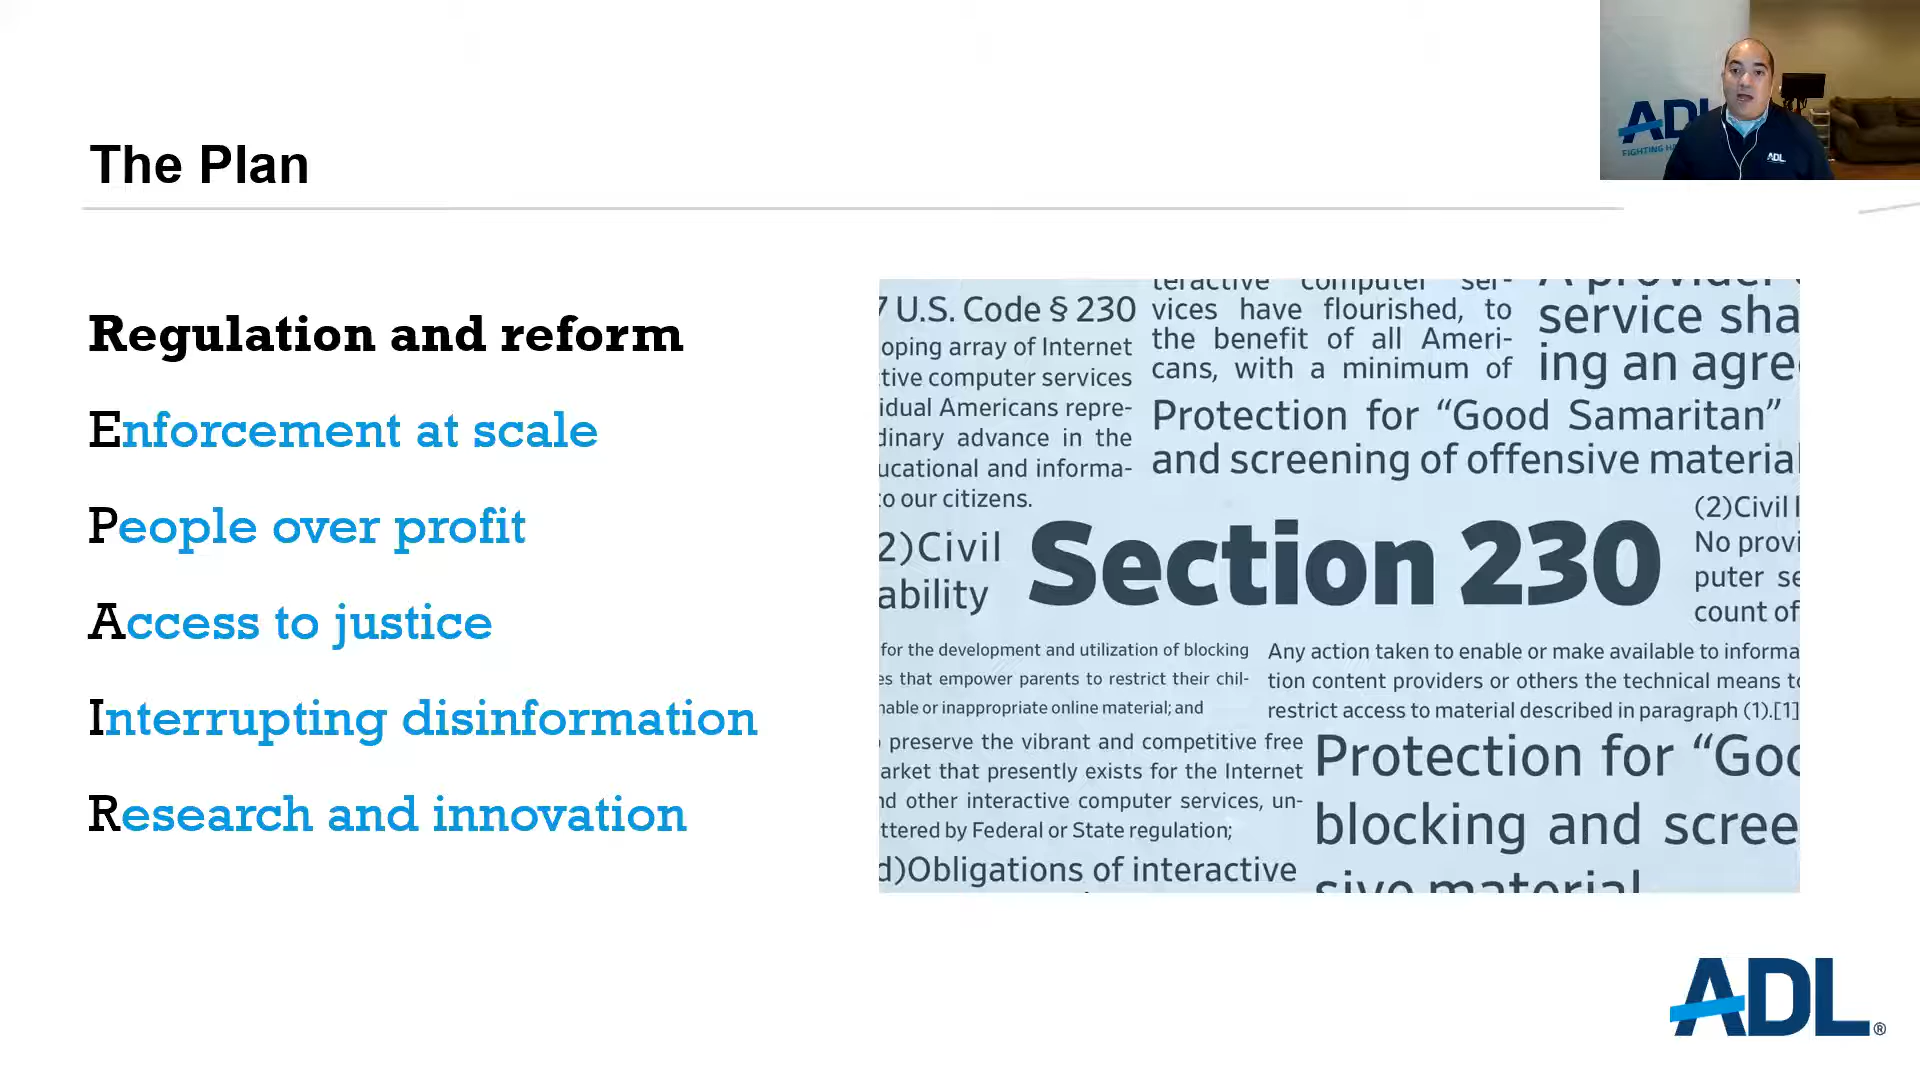 The Plan
Regulation and reform
Enforcement at scale
People over profit
Access to justice
Interrupting disinformation
Research and innovation
7 U.S. Code § 230
oping array of Internet
tive computer services
idual Americans repre-
dinary advance in the
ucational and informa-
to our citizens.
teractive computer ser-
vices have flourished, to
the benefit of all Ameri-
cans, with a minimum of
A provider
service sha
ing an agre
Protection for “Good Samaritan”
and screening of offensive material
2)Civil
ability
Section 230
(2)Civil l
No provi
puter se
count of
for the development and utilization of blocking
es that empower parents to restrict their chil-
nable or inappropriate online material; and
Any action taken to enable or make available to informa
tion content providers or others the technical means to
restrict access to material described in paragraph (1).[1]
preserve the vibrant and competitive free
arket that presently exists for the Internet
nd other interactive computer services, un-
ttered by Federal or State regulation;
d)Obligations of interactive
Protection for “Goo
blocking and scree
sive material
ADL
FIGHTING HA
ADL
ADL®